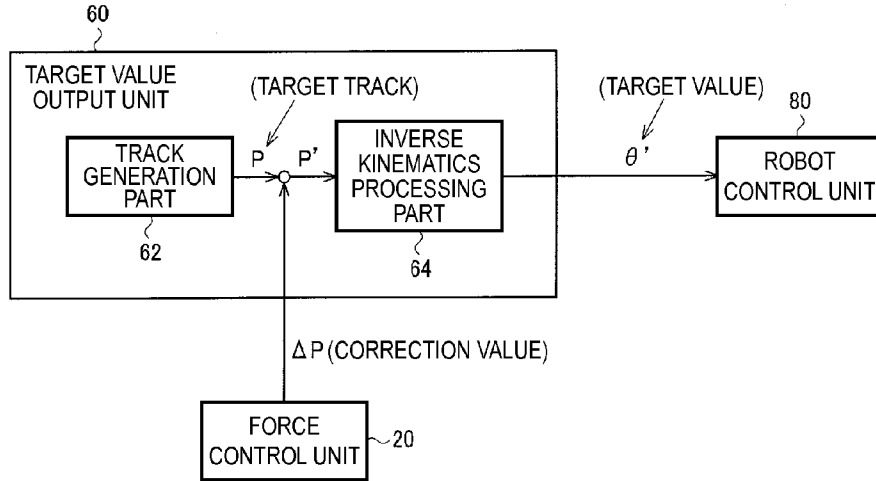 60
TARGET VALUE
OUTPUT UNIT
(TARGET TRACK)
(TARGET VALUE)
80
TRACK
GENERATION
PART
62
P
P'
INVERSE
KINEMATICS
PROCESSING
PART
64
θ'
ROBOT
CONTROL UNIT
ΔP (CORRECTION VALUE)
FORCE
CONTROL UNIT
20